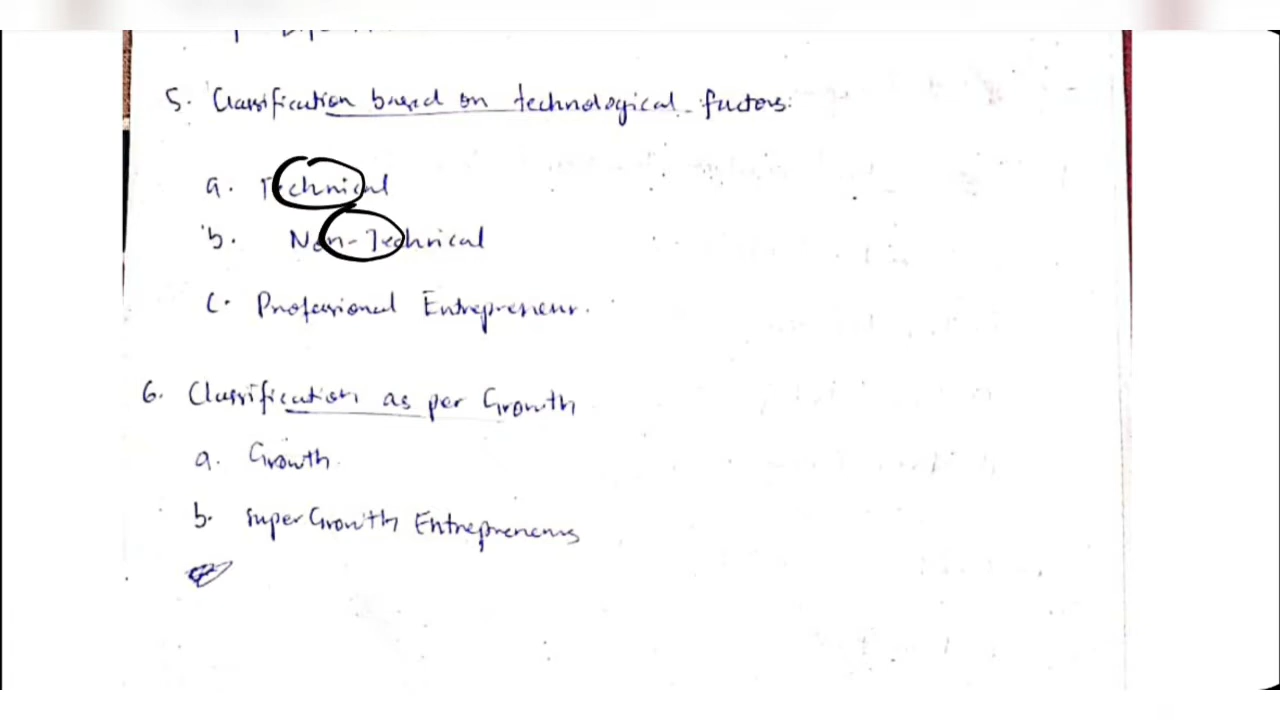 5. Classification based on technological factors:
a. Technical
b. Non-Technical
c. Professional Entrepreneur.
6. Classification as per Growth
a. Growth
b. Super Growth Entrepreneurs